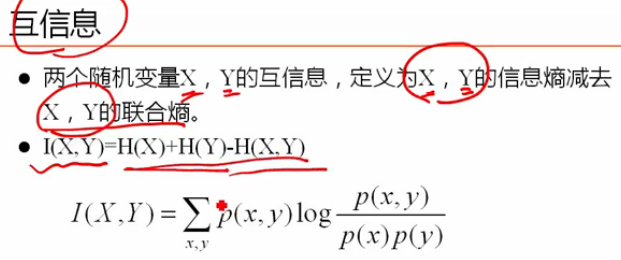 互信息
● 两个随机变量X，Y的互信息，定义为X，Y的信息熵减去
X，Y的联合熵。
● I(X,Y)=H(X)+H(Y)-H(X,Y)
I(X,Y) = ∑ p(x,y) log p(x,y) / p(x)p(y)
x,y